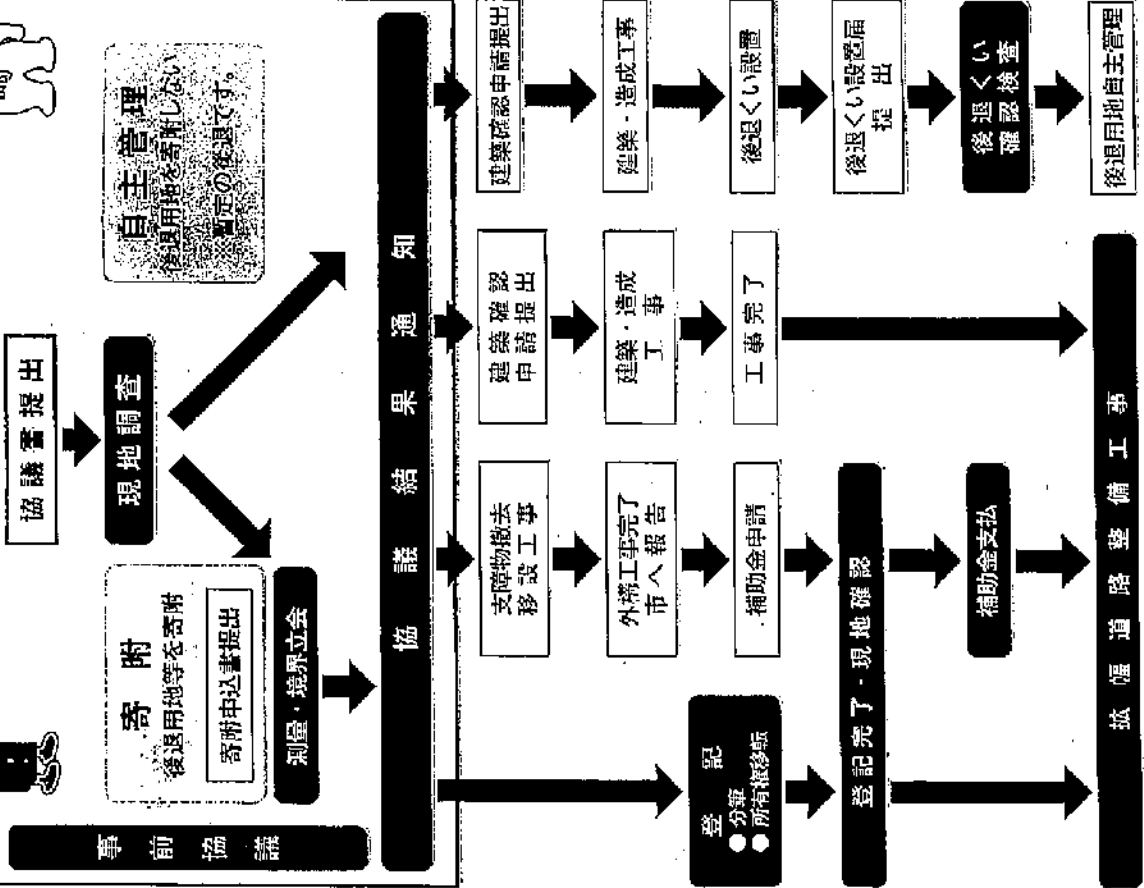 協議書提出
現地調査
事前協議
寄附
後退用地等を寄附
寄附申込書提出
測量・境界立会
自主管理
後退用地を寄附しない
暫定の後退です。
協議結果通知
登記
●分筆
●所有権移転
支障物撤去
移設工事
外構工事完了
市へ報告
補助金申請
登記完了・現地確認
補助金支払
建築確認
申請提出
建築・造成
工事
工事完了
建築確認申請提出
建築・造成工事
後退くい設置
後退くい設置届
提出
後退くい
確認検査
後退用地自主管理
拡幅道路整備工事